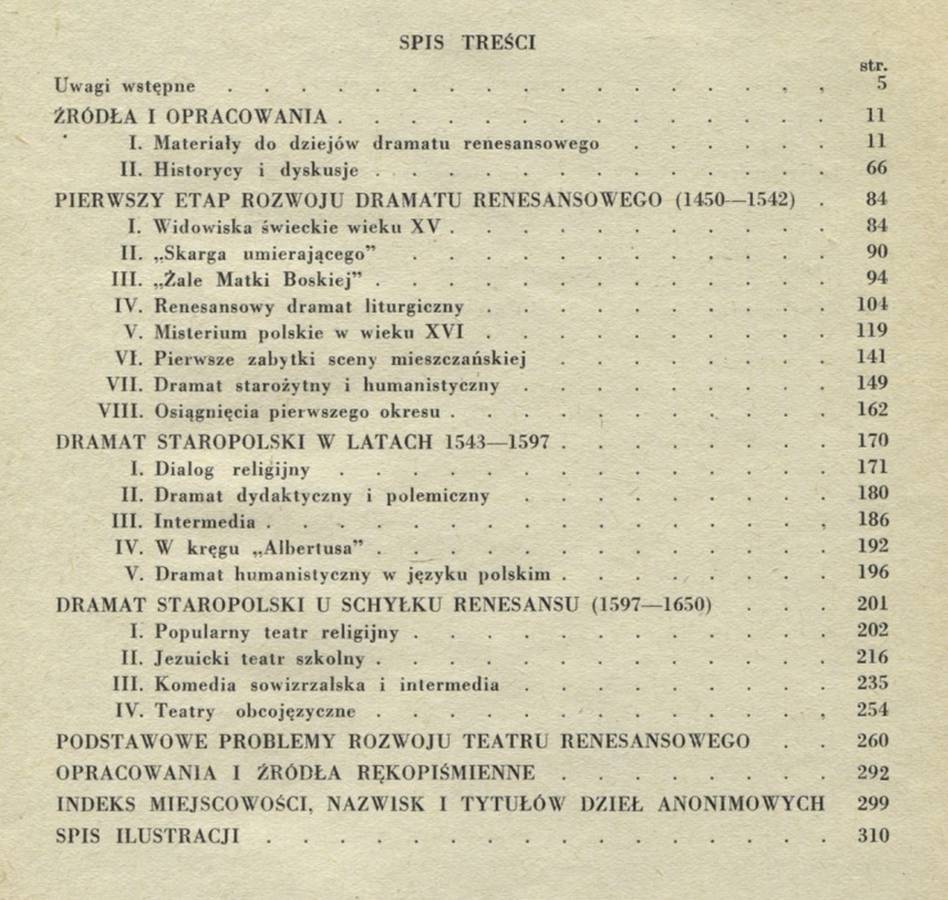 SPIS TREŚCI
str.
Uwagi wstępne . . . . . . . . . . . . . . . . 5
ŹRÓDŁA I OPRACOWANIA . . . . . . . . . . . . . 11
I. Materiały do dziejów dramatu renesansowego . . . . . 11
II. Historycy i dyskusje . . . . . . . . . . . . 66
PIERWSZY ETAP ROZWOJU DRAMATU RENESANSOWEGO (1450—1542) . 84
I. Widowiska świeckie wieku XV . . . . . . . . . . 84
II. „Skarga umierającego” . . . . . . . . . . . 90
III. „Żale Matki Boskiej” . . . . . . . . . . . . 94
IV. Renesansowy dramat liturgiczny . . . . . . . . . 104
V. Misterium polskie w wieku XVI . . . . . . . . . 119
VI. Pierwsze zabytki sceny mieszczańskiej . . . . . . . 141
VII. Dramat starożytny i humanistyczny . . . . . . . . 149
VIII. Osiągnięcia pierwszego okresu . . . . . . . . . . 162
DRAMAT STAROPOLSKI W LATACH 1543—1597 . . . . . . . 170
I. Dialog religijny . . . . . . . . . . . . . 171
II. Dramat dydaktyczny i polemiczny . . . . . . . . 180
III. Intermedia . . . . . . . . . . . . . . . 186
IV. W kręgu „Albertusa” . . . . . . . . . . . . 192
V. Dramat humanistyczny w języku polskim . . . . . . . 196
DRAMAT STAROPOLSKI U SCHYŁKU RENESANSU (1597—1650) . . . 201
I. Popularny teatr religijny . . . . . . . . . . . 202
II. Jezuicki teatr szkolny . . . . . . . . . . . . 216
III. Komedia sowizrzalska i intermedia . . . . . . . . 235
IV. Teatry obcojęzyczne . . . . . . . . . . . . 254
PODSTAWOWE PROBLEMY ROZWOJU TEATRU RENESANSOWEGO . . 260
OPRACOWANIA I ŹRÓDŁA RĘKOPIŚMIENNE . . . . . . . 292
INDEKS MIEJSCOWOŚCI, NAZWISK I TYTUŁÓW DZIEŁ ANONIMOWYCH 299
SPIS ILUSTRACJI . . . . . . . . . . . . . . . 310